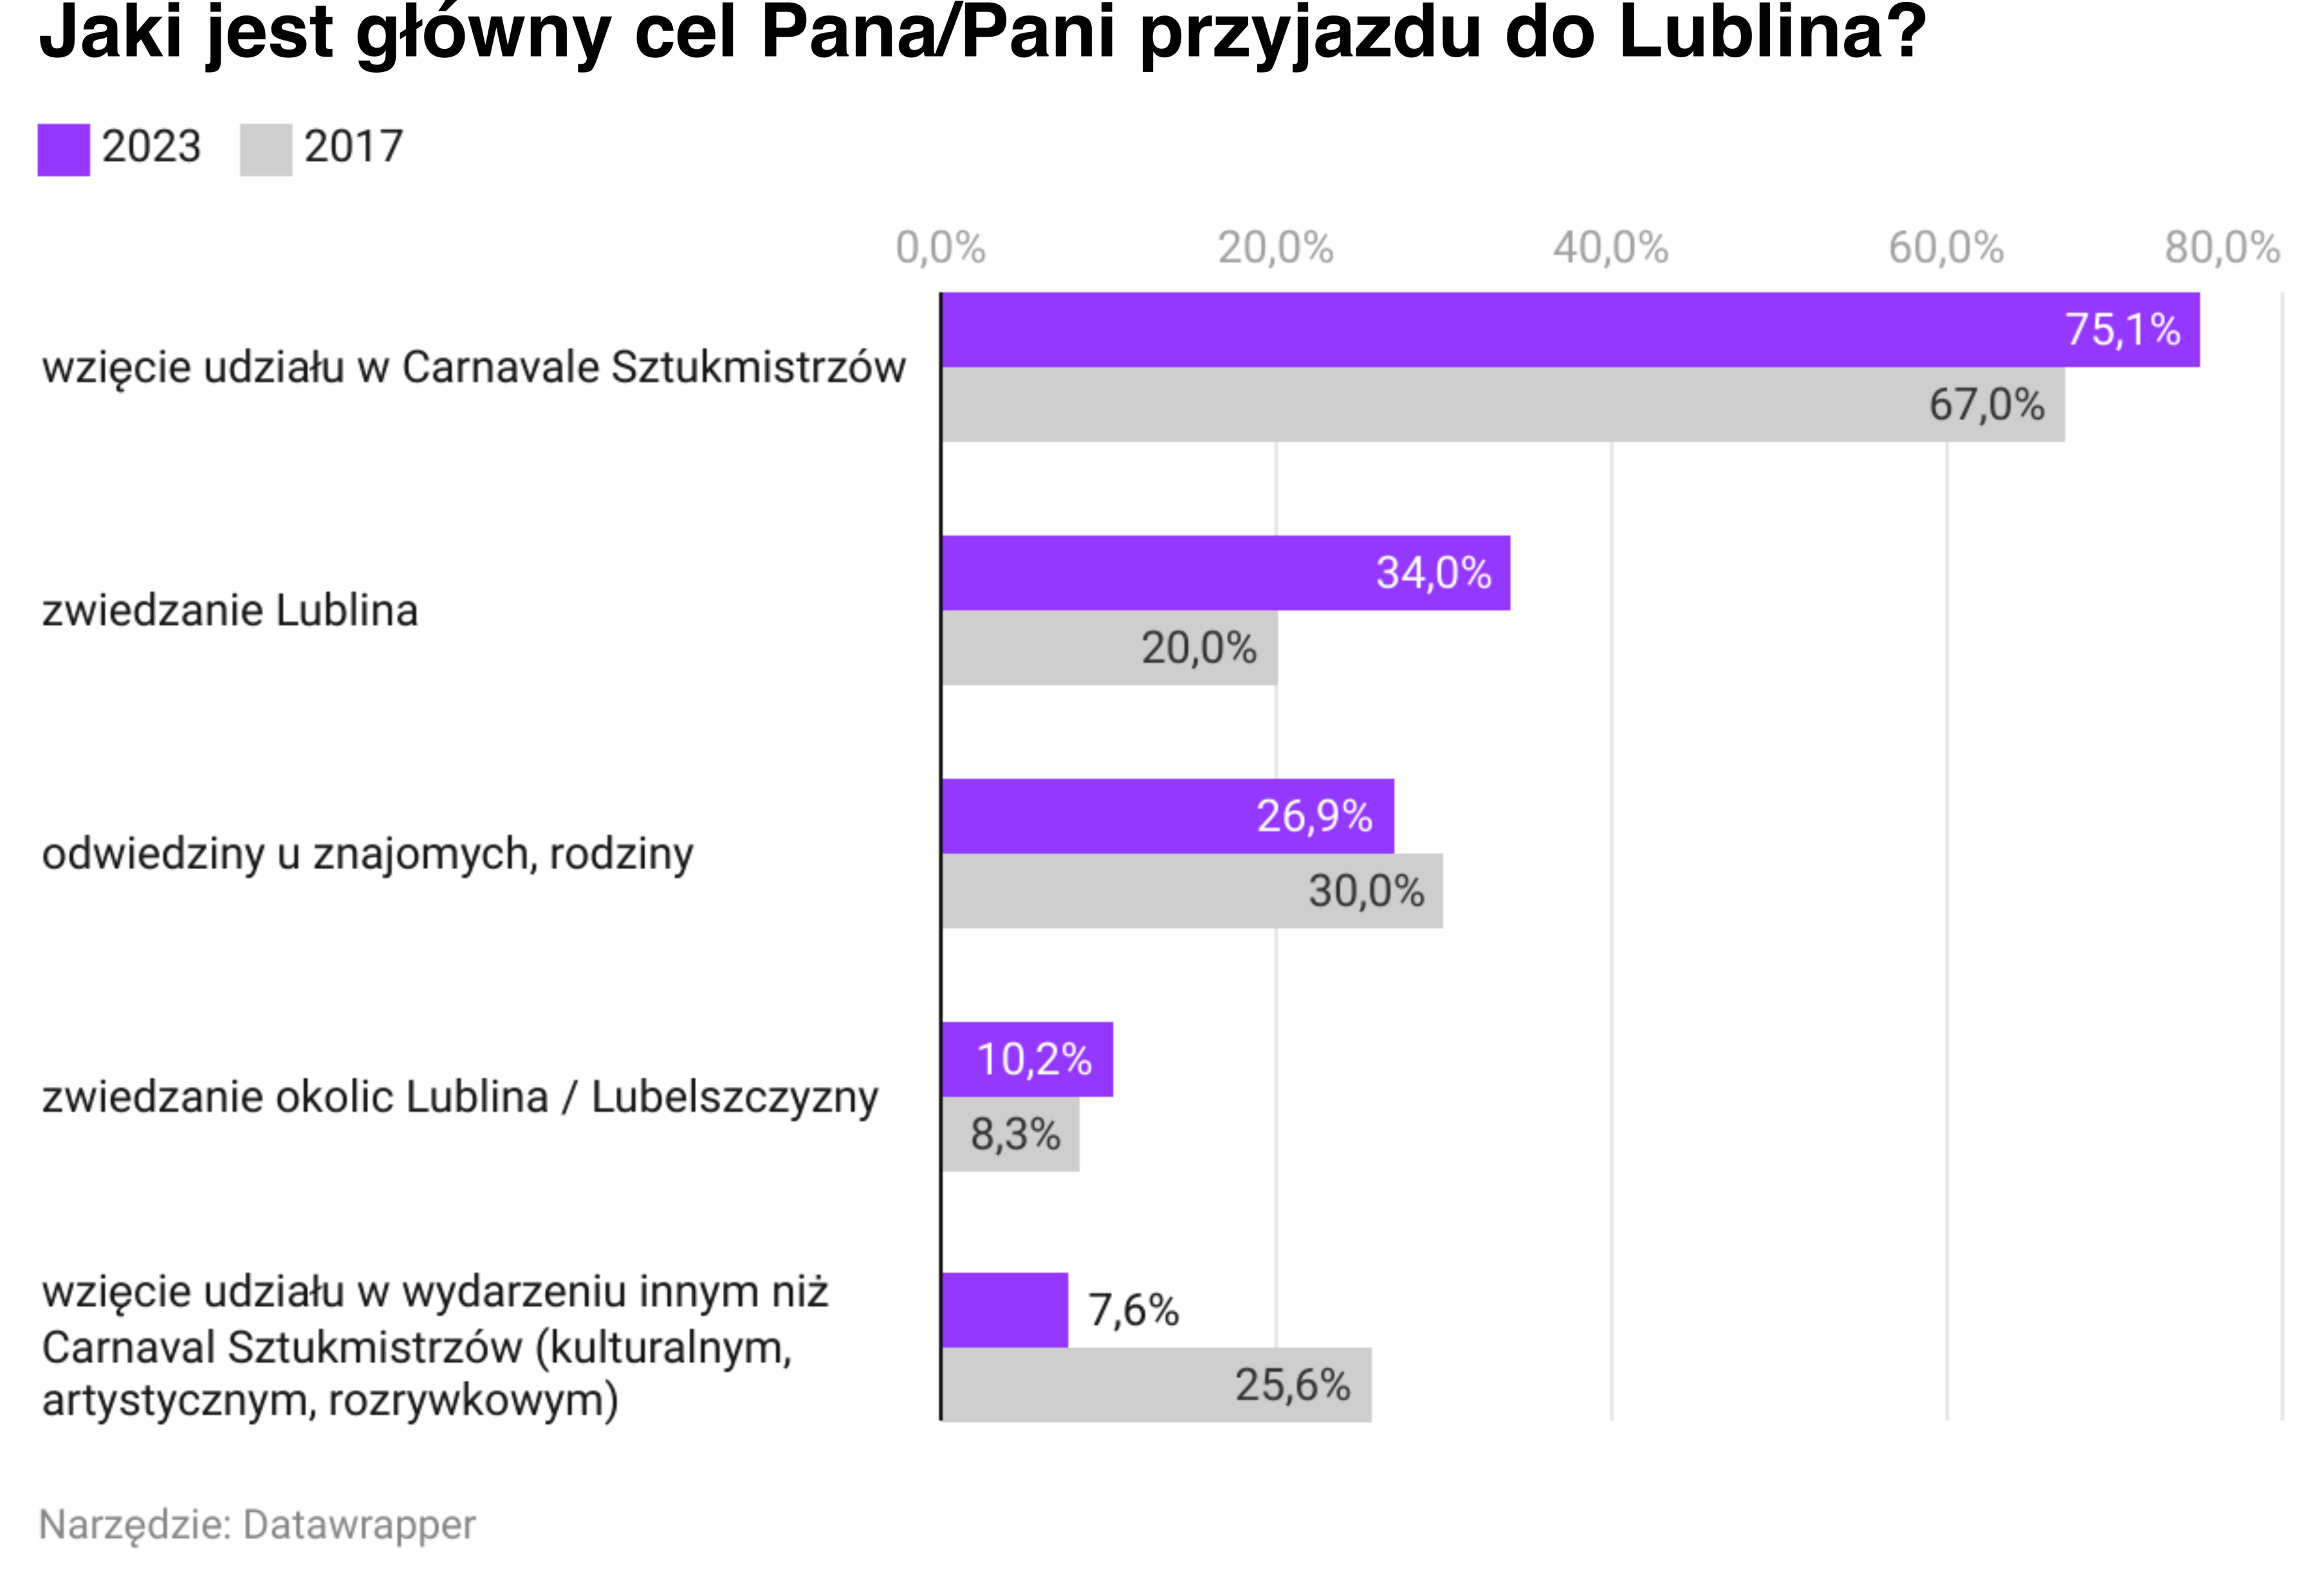 Jaki jest główny cel Pana/Pani przyjazdu do Lublina?
2023 2017
0,0% 20,0% 40,0% 60,0% 80,0%
wzięcie udziału w Carnavale Sztukmistrzów
75,1%
67,0%
zwiedzanie Lublina
34,0%
20,0%
odwiedziny u znajomych, rodziny
26,9%
30,0%
zwiedzanie okolic Lublina / Lubelszczyzny
10,2%
8,3%
wzięcie udziału w wydarzeniu innym niż
Carnaval Sztukmistrzów (kulturalnym,
artystycznym, rozrywkowym)
7,6%
25,6%
Narzędzie: Datawrapper